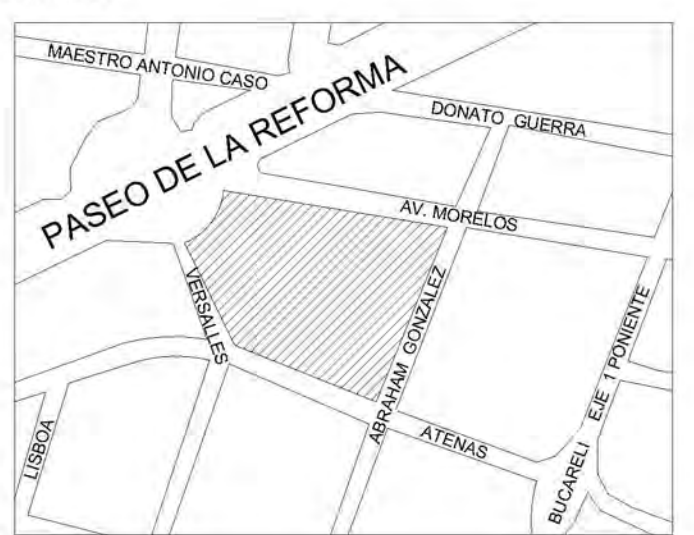 MAESTRO ANTONIO CASO
PASEO DE LA REFORMA
DONATO GUERRA
AV. MORELOS
VERSALLES
ABRAHAM GONZALEZ
EJE 1 PONIENTE
BUCARELI
ATENAS
LISBOA